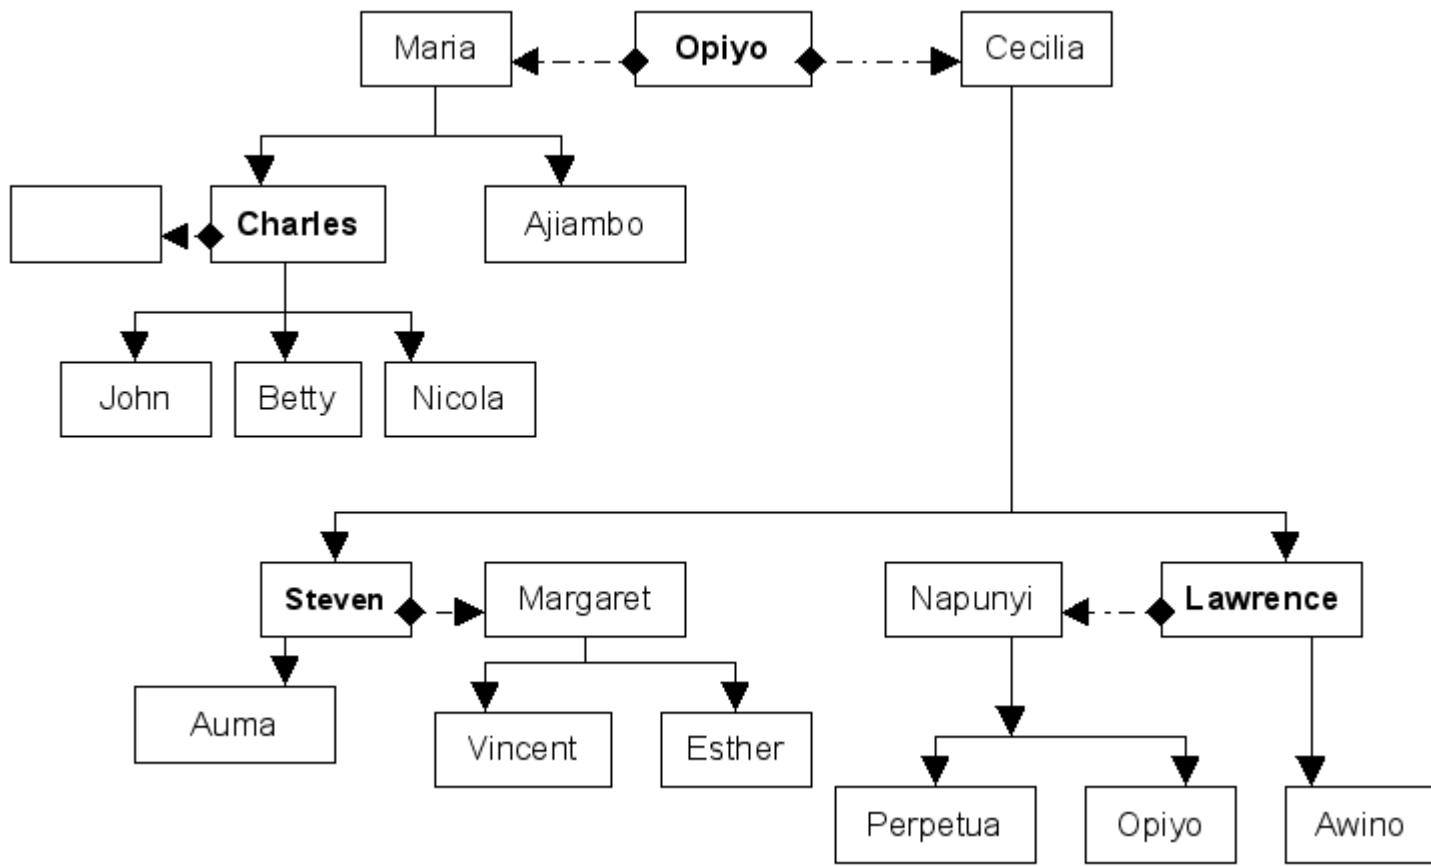 Maria
Opiyo
Cecilia
Charles
Ajiambo
John
Betty
Nicola
Steven
Margaret
Napunyi
Lawrence
Auma
Vincent
Esther
Perpetua
Opiyo
Awino